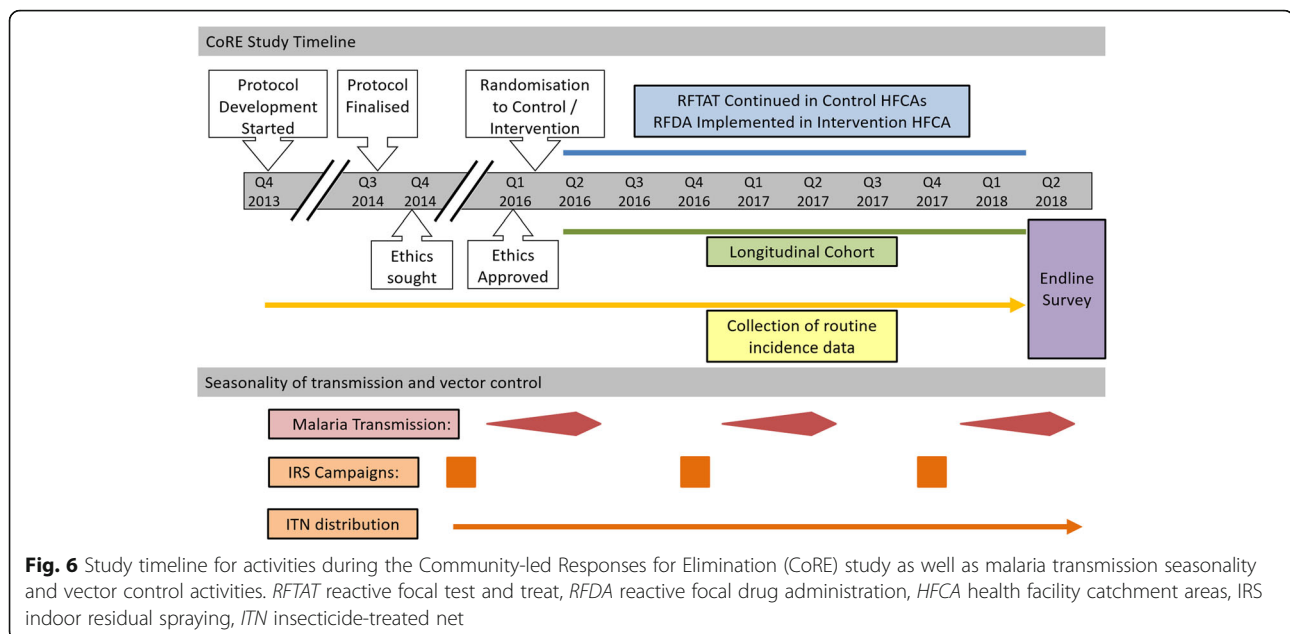 CoRE Study Timeline
Protocol
Development
Started
Protocol
Finalised
Randomisation
to Control /
Intervention
RFTAT Continued in Control HFCAs
RFDA Implemented in Intervention HFCA
Q4 Q3 Q4 Q1 Q2 Q3 Q4 Q1 Q2 Q3 Q4 Q1 Q2
2013 2014 2014 2016 2016 2016 2016 2017 2017 2017 2017 2018 2018
Ethics
sought
Ethics
Approved
Longitudinal Cohort
Endline
Survey
Collection of routine
incidence data
Seasonality of transmission and vector control
Malaria Transmission:
IRS Campaigns:
ITN distribution
Fig. 6 Study timeline for activities during the Community-led Responses for Elimination (CoRE) study as well as malaria transmission seasonality
and vector control activities. RFTAT reactive focal test and treat, RFDA reactive focal drug administration, HFCA health facility catchment areas, IRS
indoor residual spraying, ITN insecticide-treated net